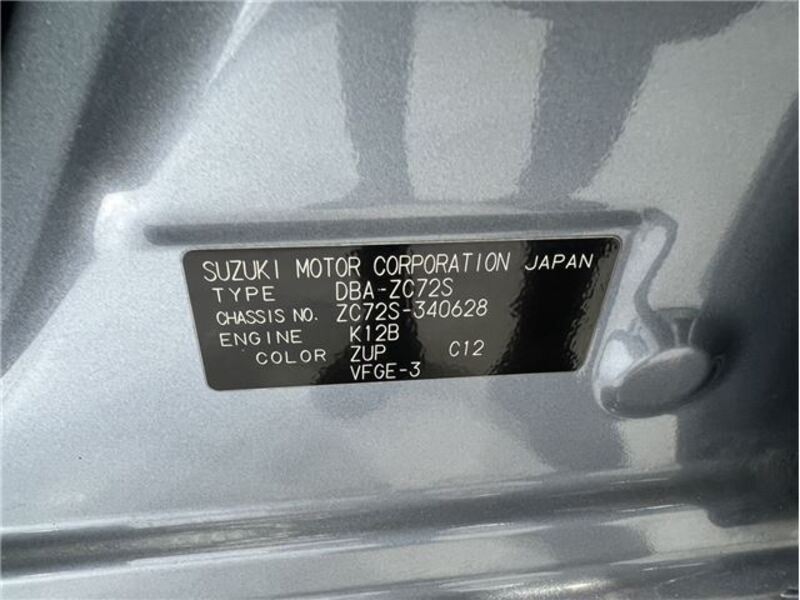 SUZUKI MOTOR CORPORATION JAPAN
TYPE DBA-ZC72S
CHASSIS NO. ZC72S-340628
ENGINE K12B
COLOR ZUP C12
VFGE-3